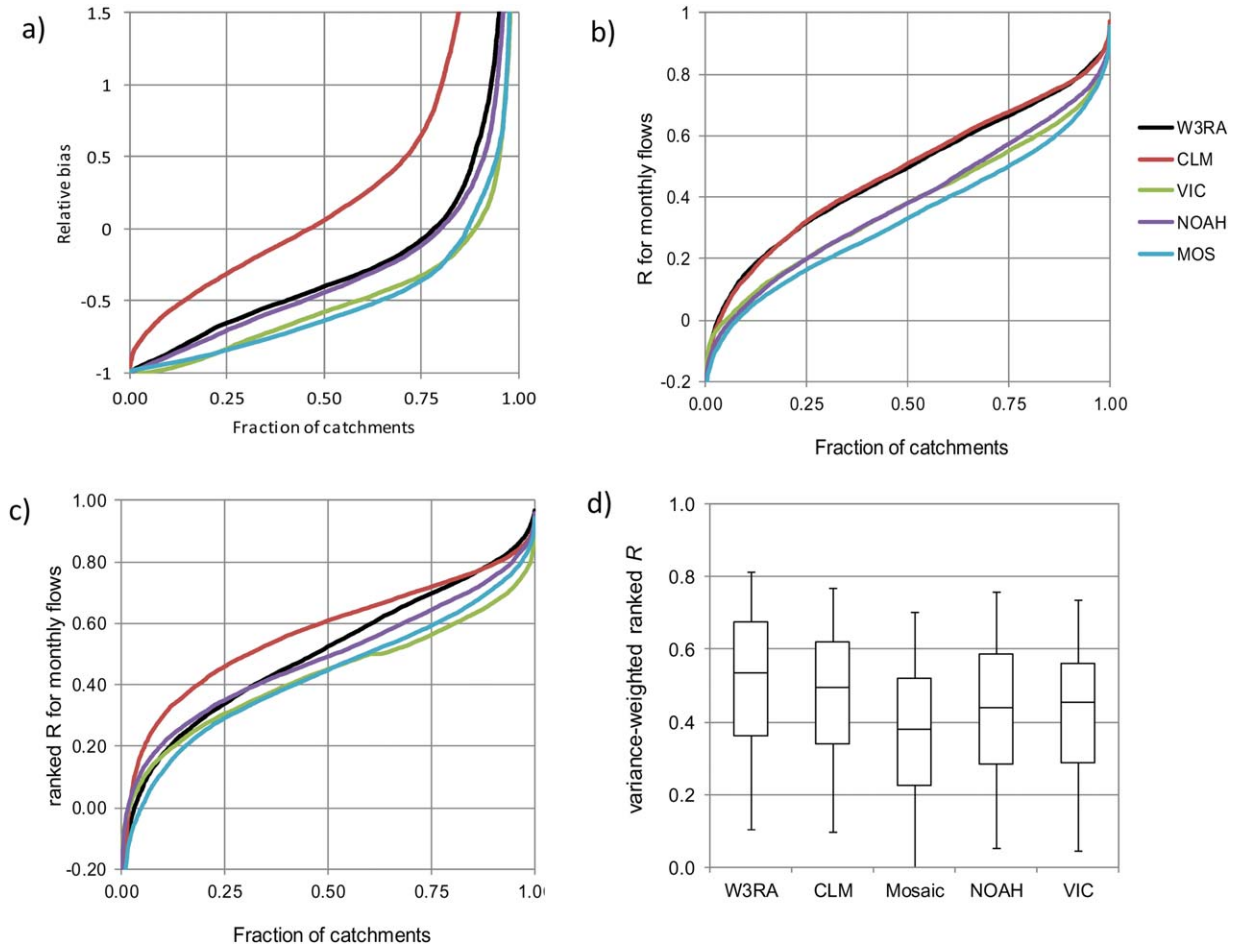 a)
1.5
1
0.5
0
-0.5
-1
Relative bias
0.00 0.25 0.50 0.75 1.00
Fraction of catchments
b)
1
0.8
0.6
0.4
0.2
0
-0.2
R for monthly flows
0.00 0.25 0.50 0.75 1.00
Fraction of catchments
W3RA
CLM
VIC
NOAH
MOS
c)
1.00
0.80
0.60
0.40
0.20
0.00
-0.20
ranked R for monthly flows
0.00 0.25 0.50 0.75 1.0
Fraction of catchments
d)
1.0
0.8
0.6
0.4
0.2
0.0
variance-weighted ranked R
W3RA CLM Mosaic NOAH VIC